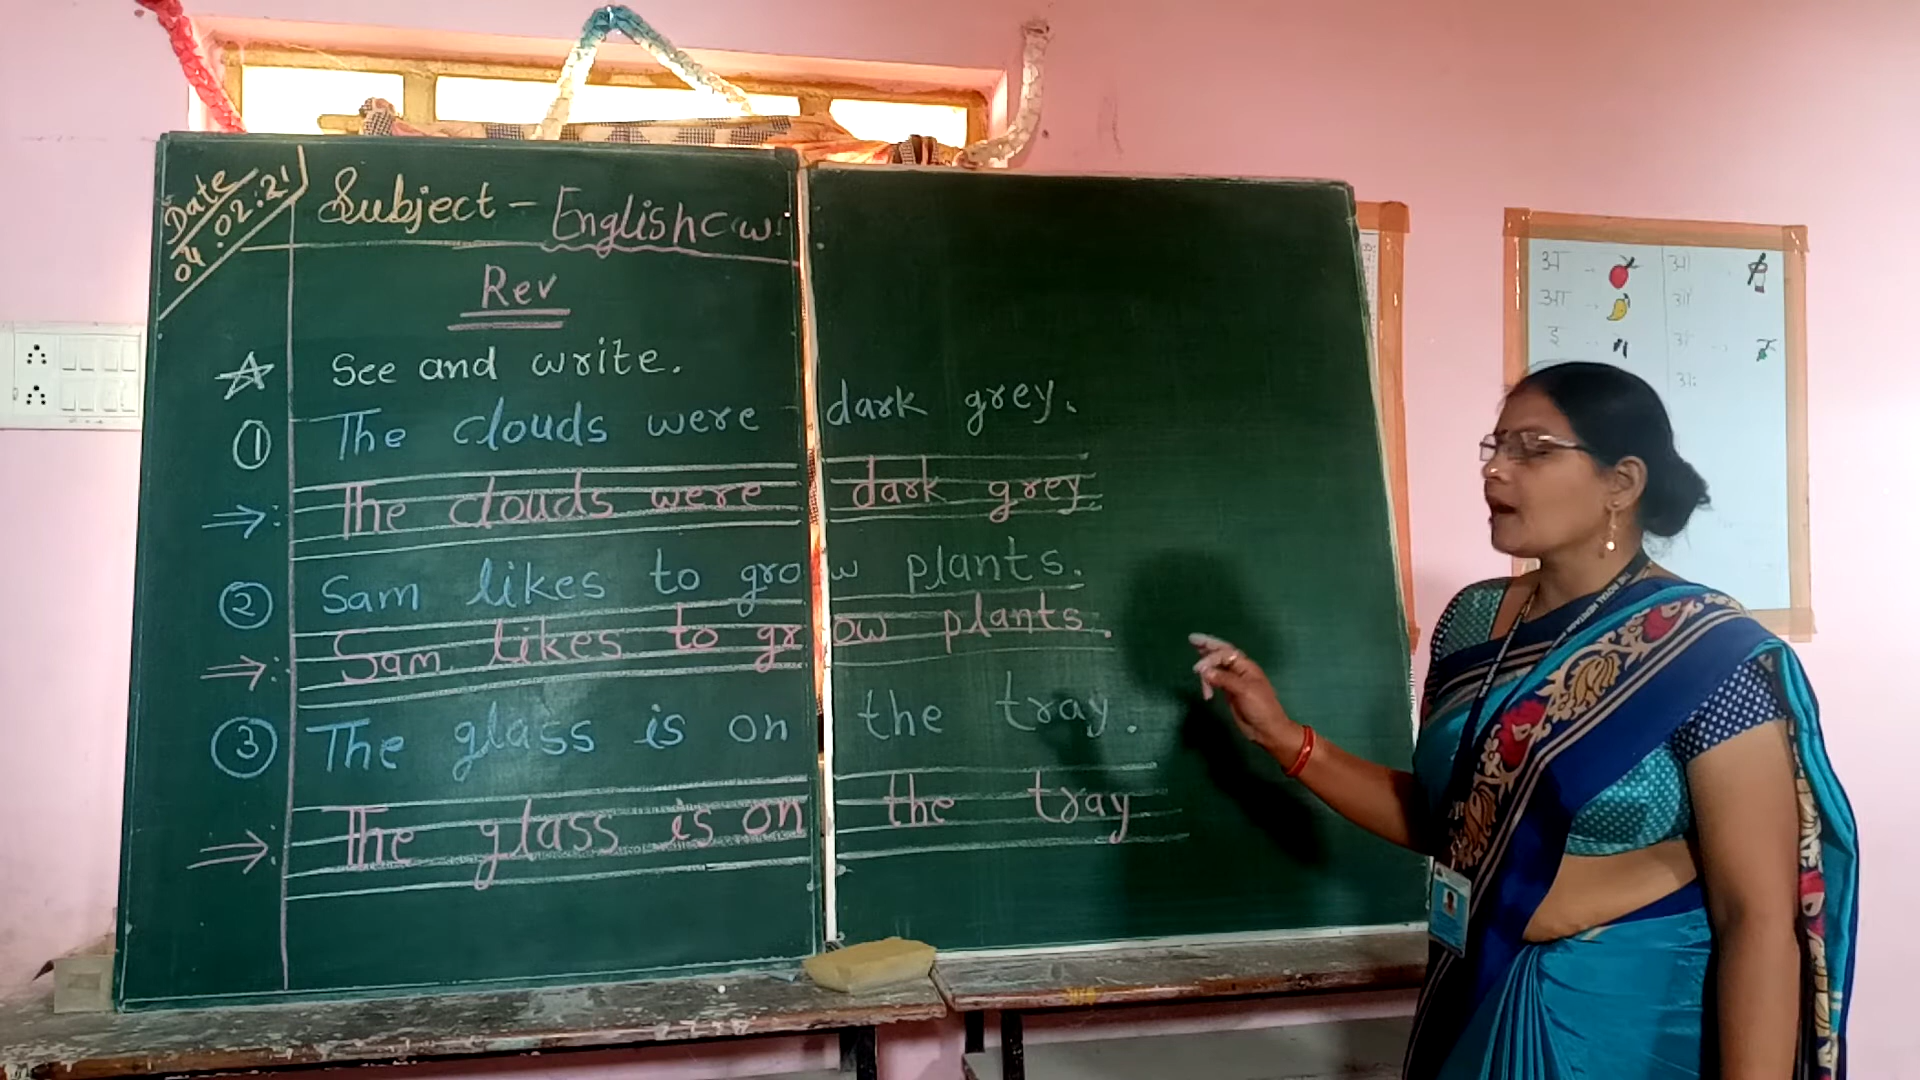 Date
04.02.21
Subject - English C.W.
Rev
See and write.
① The clouds were dark grey.
⇒: The clouds were dark grey.
② Sam likes to grow plants.
⇒: Sam likes to grow plants.
③ The glass is on the tray.
⇒: The glass is on the tray
अ
आ
इ
ओ
औ
अं
अः